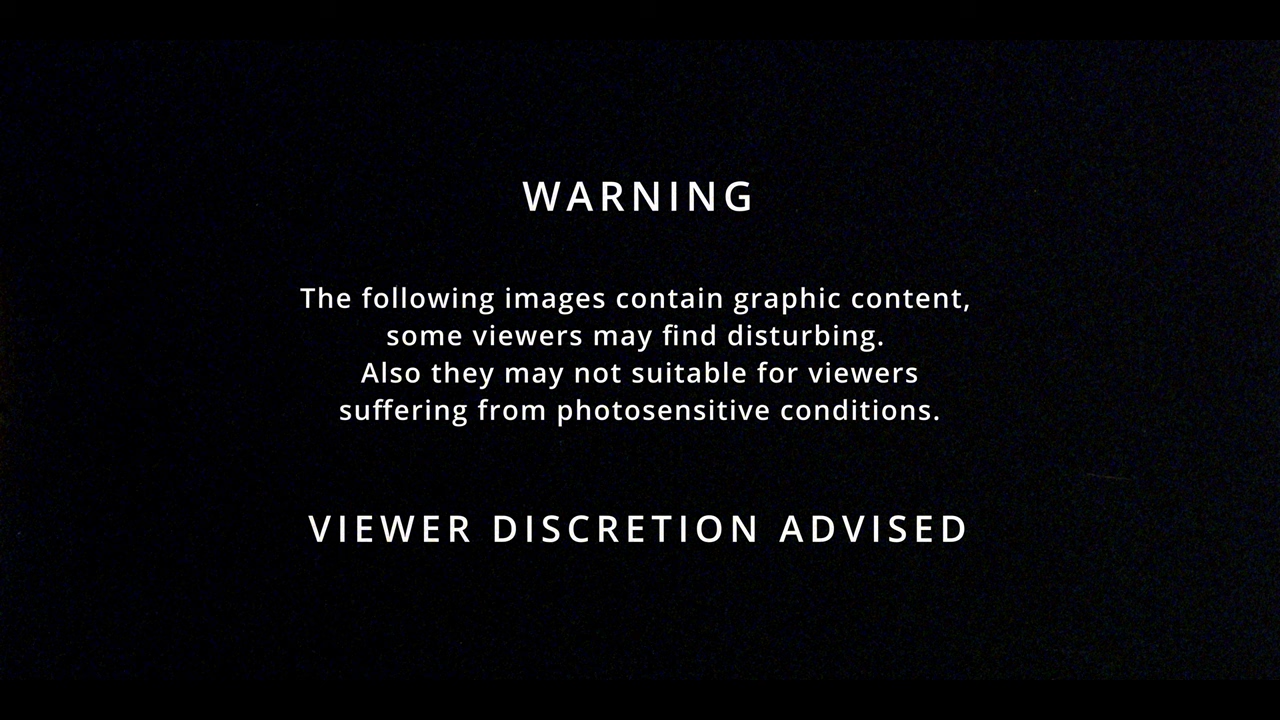 WARNING
The following images contain graphic content,
some viewers may find disturbing.
Also they may not suitable for viewers
suffering from photosensitive conditions.
VIEWER DISCRETION ADVISED